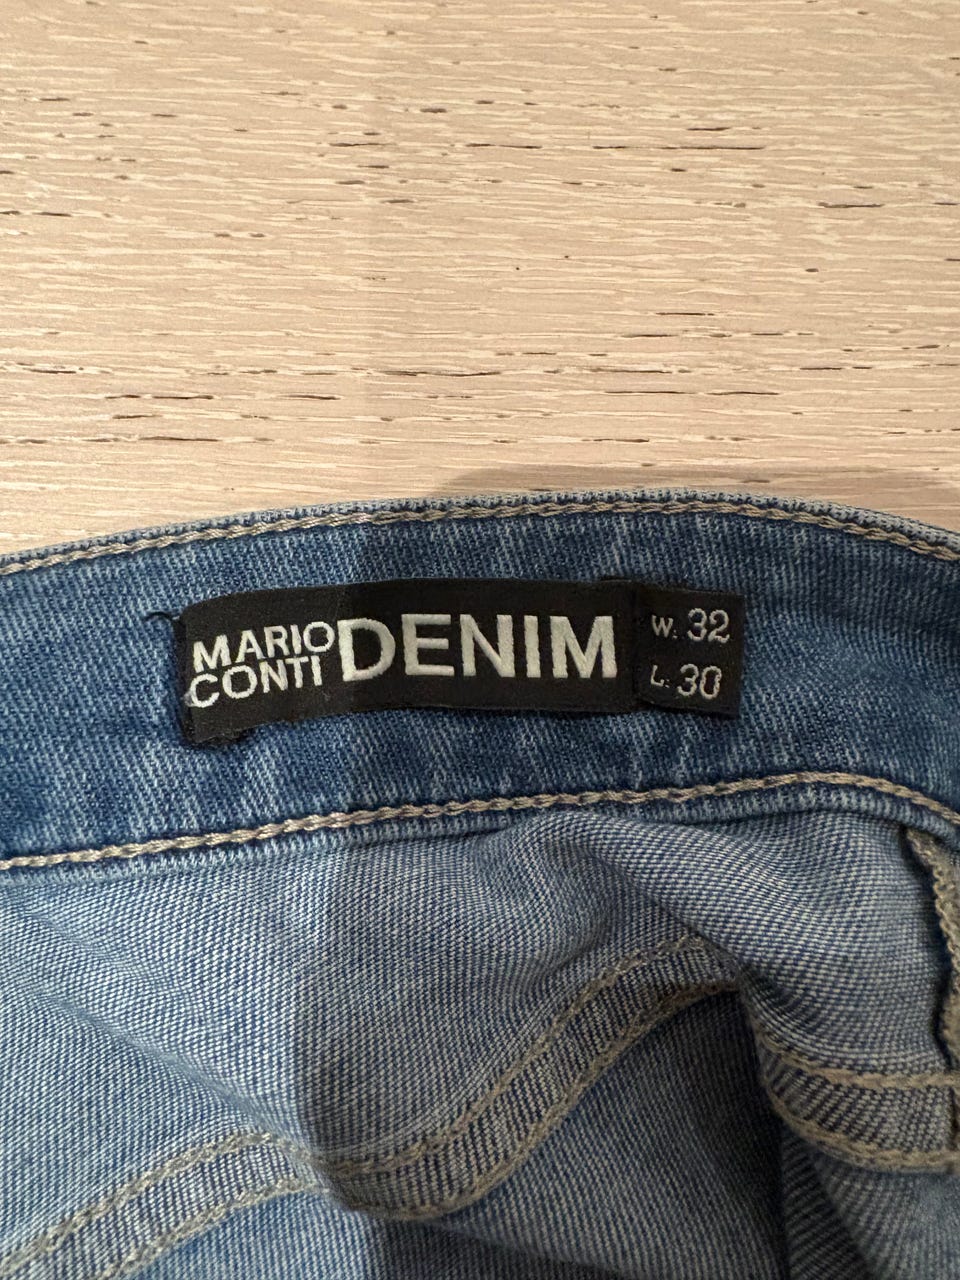 MARIO
CONTI
DENIM
W. 32
L. 30